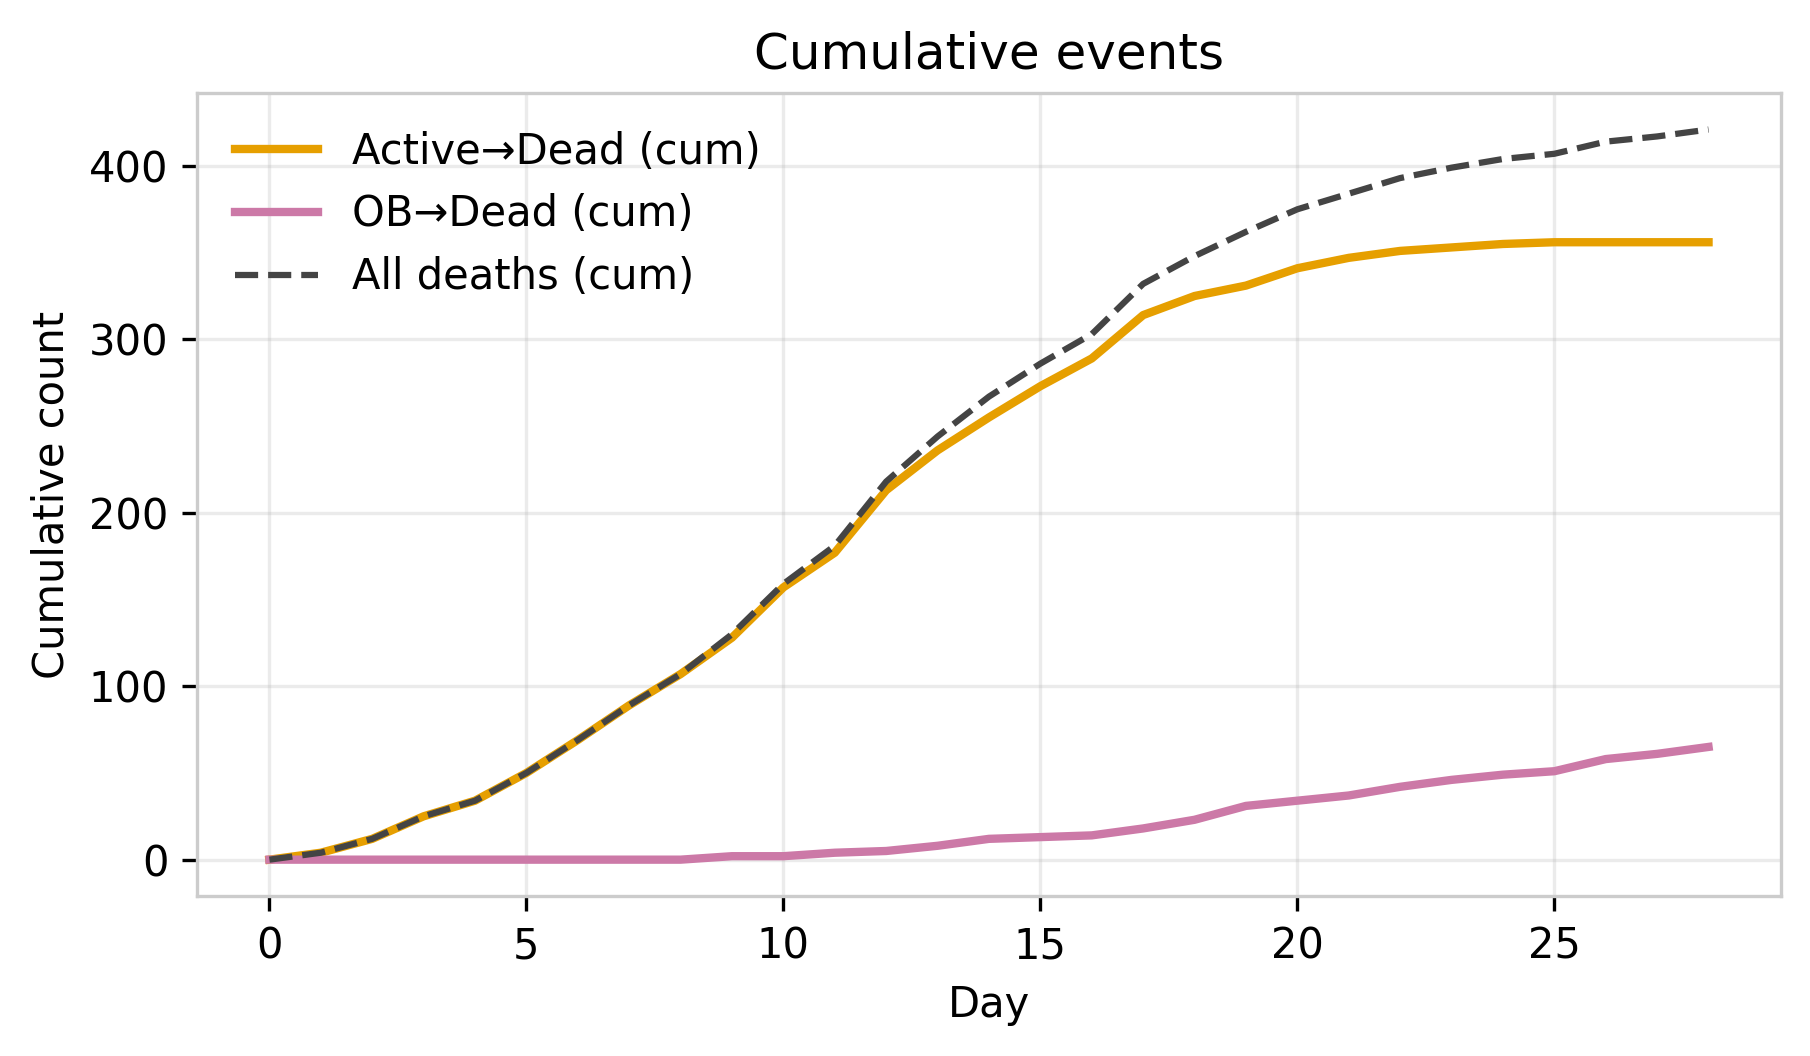 Cumulative events
Active→Dead (cum)
OB→Dead (cum)
All deaths (cum)
Cumulative count
400
300
200
100
0
0 5 10 15 20 25
Day